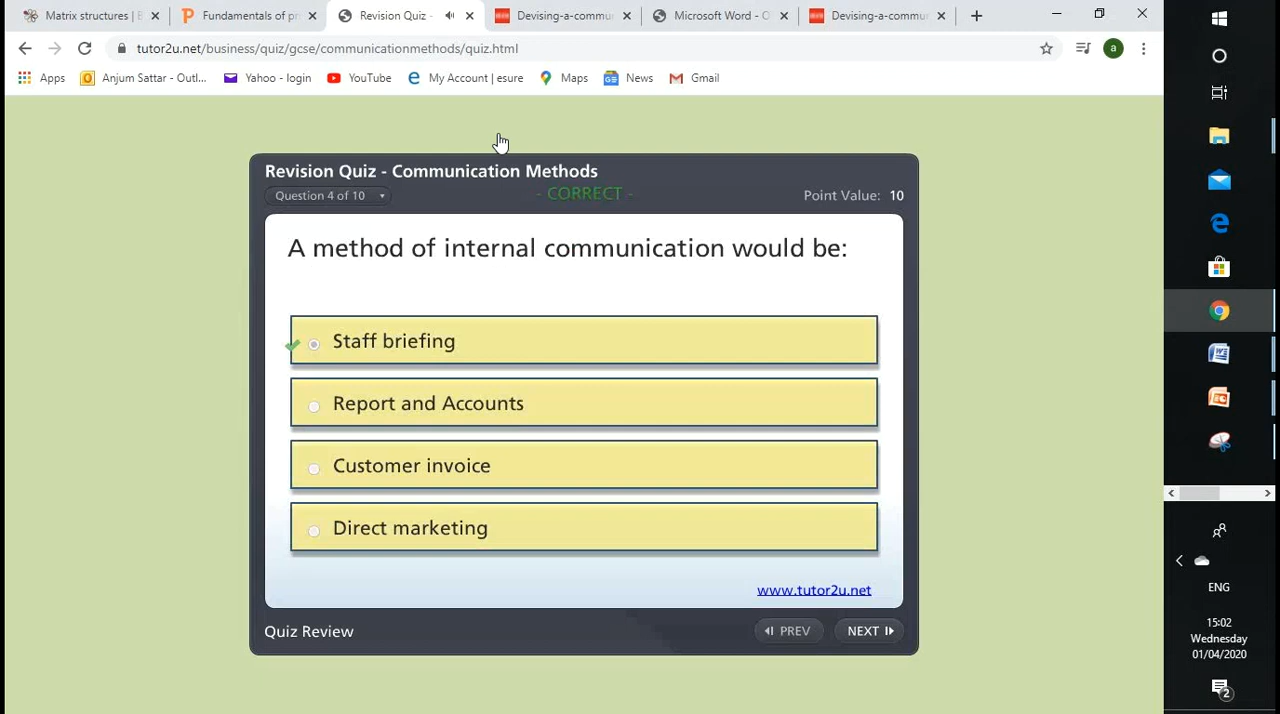 Matrix structures | B
Fundamentals of pr
Revision Quiz -
Devising-a-commu
Microsoft Word - O
Devising-a-commu
tutor2u.net/business/quiz/gcse/communicationmethods/quiz.html
a
Apps
Anjum Sattar - Outl...
Yahoo - login
YouTube
My Account | esure
Maps
News
Gmail
Revision Quiz - Communication Methods
Question 4 of 10
- CORRECT -
Point Value: 10
A method of internal communication would be:
Staff briefing
Report and Accounts
Customer invoice
Direct marketing
www.tutor2u.net
Quiz Review
PREV
NEXT
ENG
15:02
Wednesday
01/04/2020
2